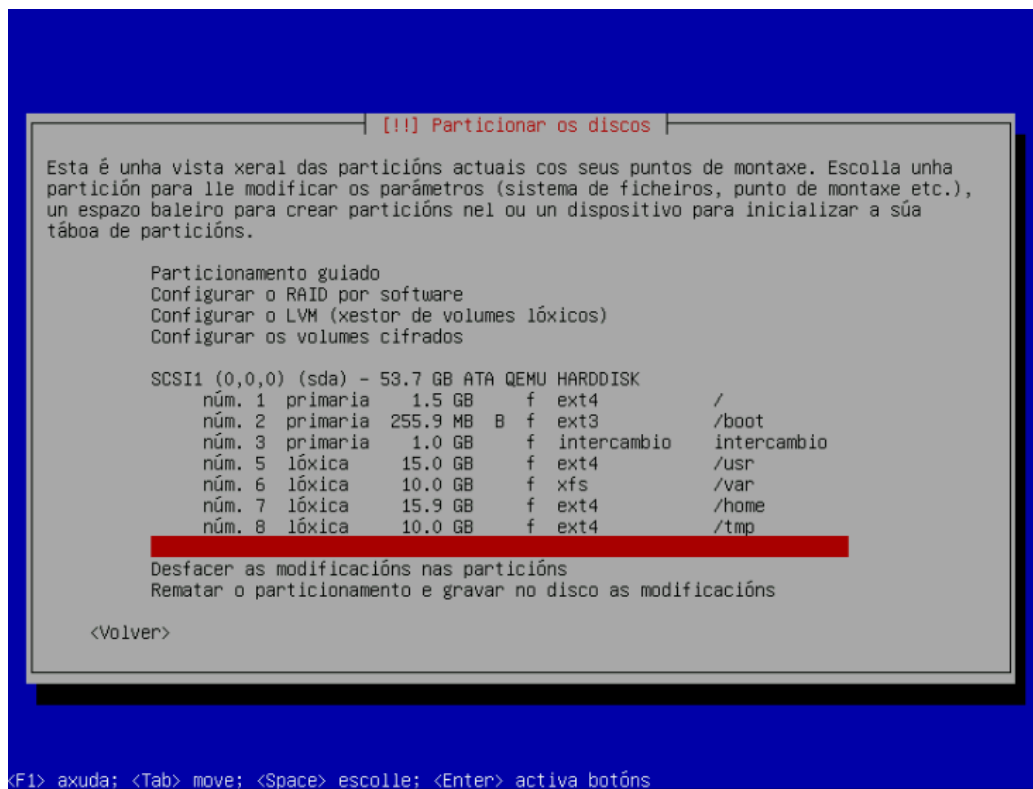 [!!] Particionar os discos
Esta é unha vista xeral das particións actuais cos seus puntos de montaxe. Escolla unha
partición para lle modificar os parámetros (sistema de ficheiros, punto de montaxe etc.),
un espazo baleiro para crear particións nel ou un dispositivo para inicializar a súa
táboa de particións.
Particionamento guiado
Configurar o RAID por software
Configurar o LVM (xestor de volumes lóxicos)
Configurar os volumes cifrados
SCSI1 (0,0,0) (sda) - 53.7 GB ATA QEMU HARDDISK
núm. 1 primaria 1.5 GB f ext4 /
núm. 2 primaria 255.9 MB B f ext3 /boot
núm. 3 primaria 1.0 GB f intercambio intercambio
núm. 5 lóxica 15.0 GB f ext4 /usr
núm. 6 lóxica 10.0 GB f xfs /var
núm. 7 lóxica 15.9 GB f ext4 /home
núm. 8 lóxica 10.0 GB f ext4 /tmp
Desfacer as modificacións nas particións
Rematar o particionamento e gravar no disco as modificacións
<Volver>
<F1> axuda; <Tab> move; <Space> escolle; <Enter> activa botóns